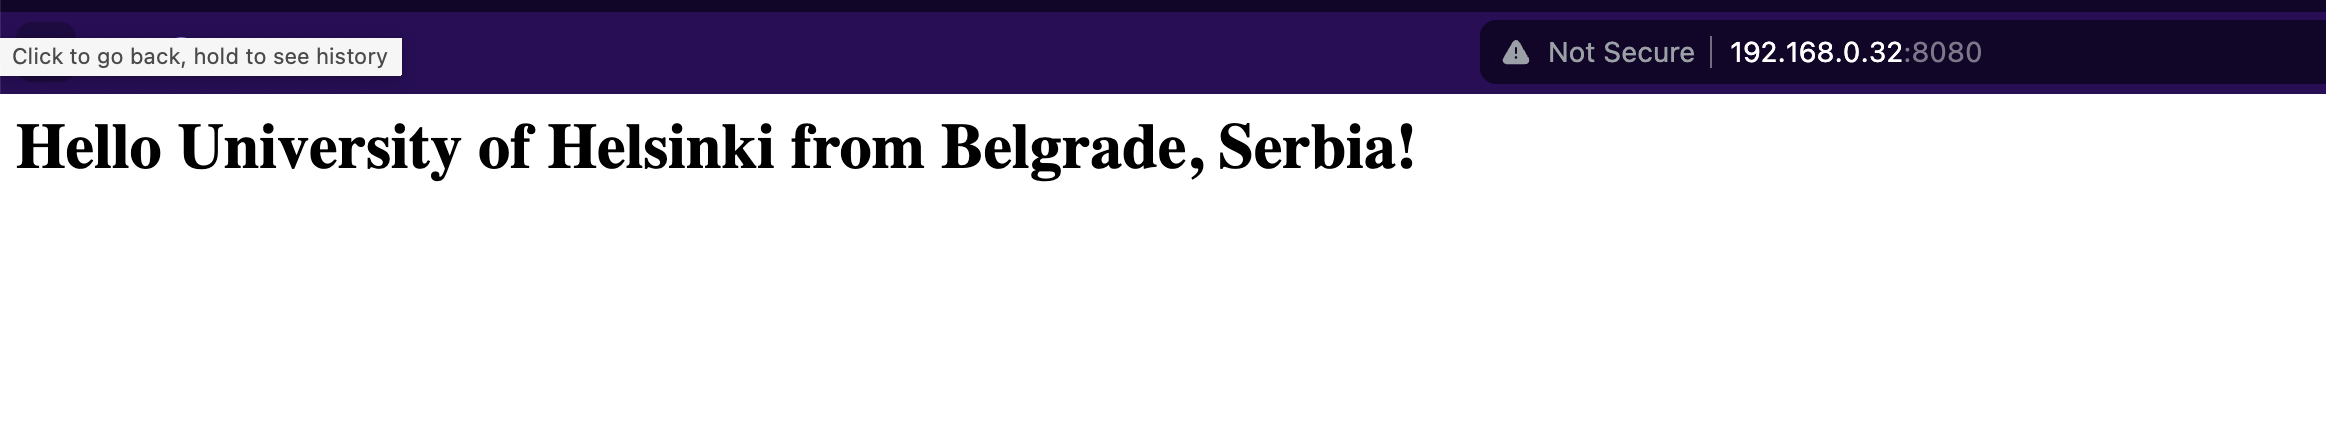 Click to go back, hold to see history
Not Secure 192.168.0.32:8080
Hello University of Helsinki from Belgrade, Serbia!